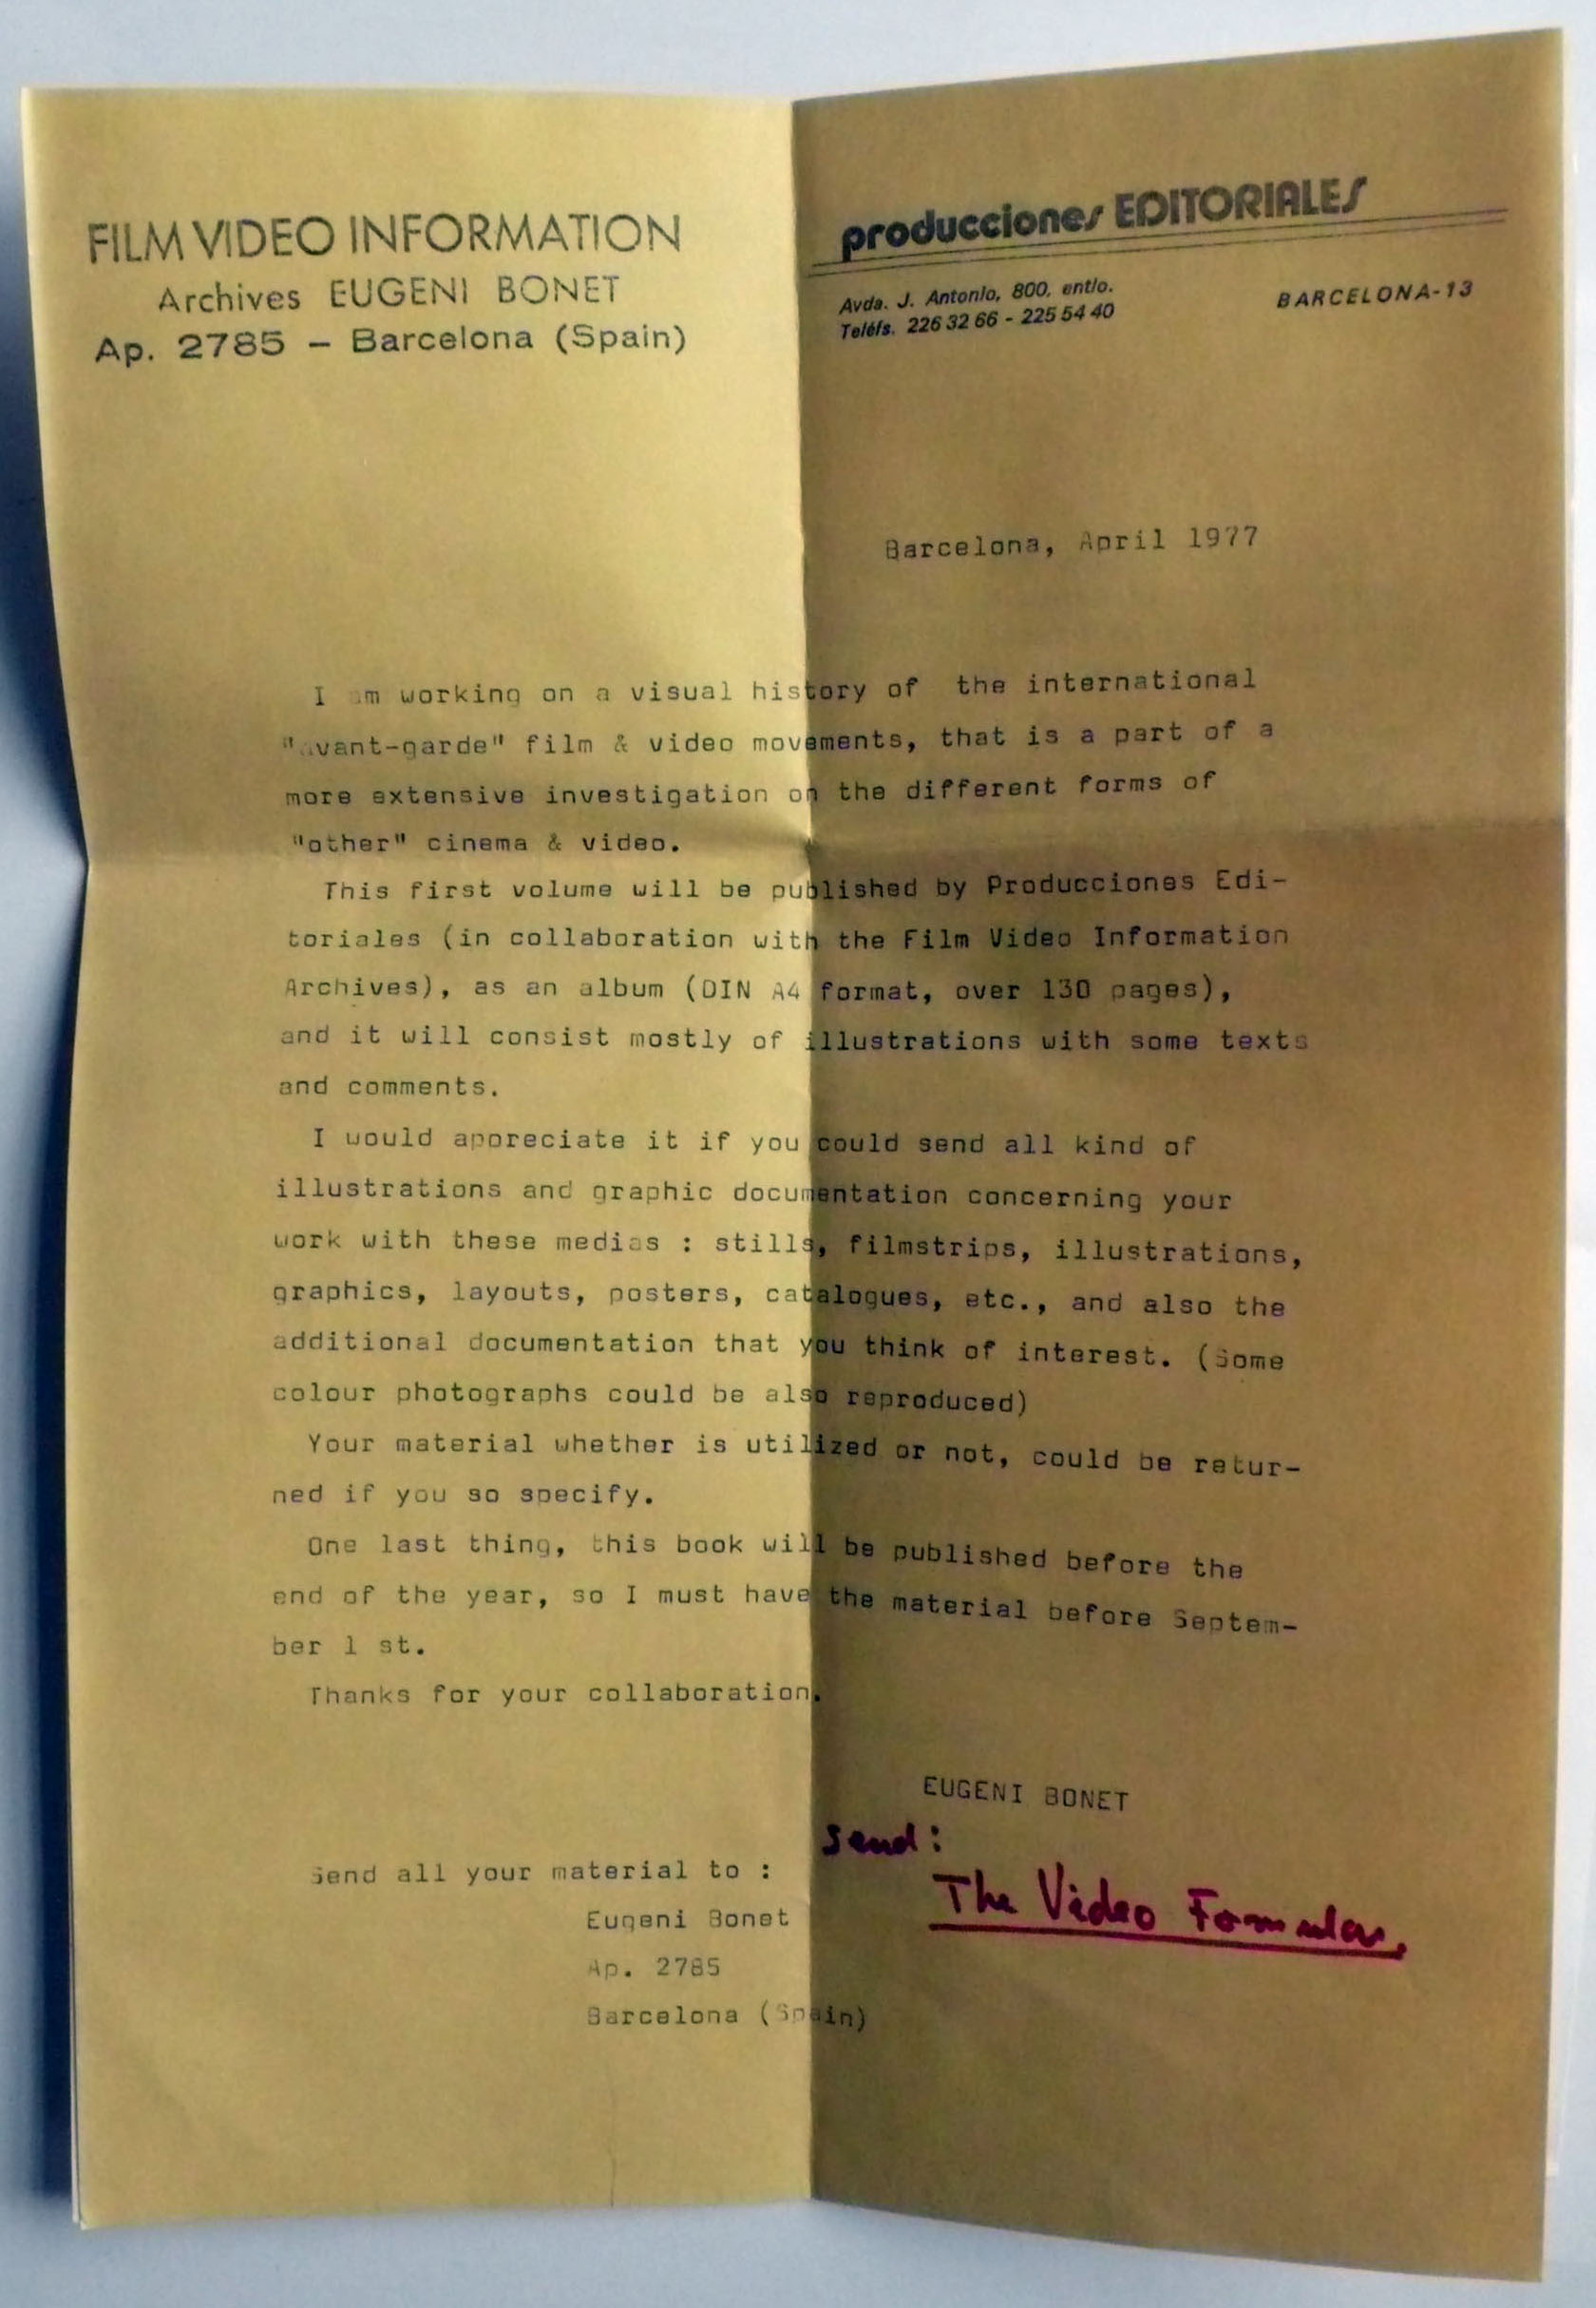 FILM VIDEO INFORMATION
Archives EUGENI BONET
Ap. 2785 – Barcelona (Spain)
producciones EDITORIALES
Avda. J. Antonio, 800, entlo.
Teléfs. 226 32 66 - 225 54 40
BARCELONA-13
Barcelona, April 1977
I am working on a visual history of the international
"avant-garde" film & video movements, that is a part of a
more extensive investigation on the different forms of
"other" cinema & video.
This first volume will be published by Producciones Edi-
toriales (in collaboration with the Film Video Information
Archives), as an album (DIN A4 format, over 130 pages),
and it will consist mostly of illustrations with some texts
and comments.
I would appreciate it if you could send all kind of
illustrations and graphic documentation concerning your
work with these medias : stills, filmstrips, illustrations,
graphics, layouts, posters, catalogues, etc., and also the
additional documentation that you think of interest. (Some
colour photographs could be also reproduced)
Your material whether is utilized or not, could be retur-
ned if you so specify.
One last thing, this book will be published before the
end of the year, so I must have the material before Septem-
ber 1 st.
Thanks for your collaboration.
EUGENI BONET
Send:
The Video
Send all your material to :
Eugeni Bonet
Ap. 2785
Barcelona (Spain)